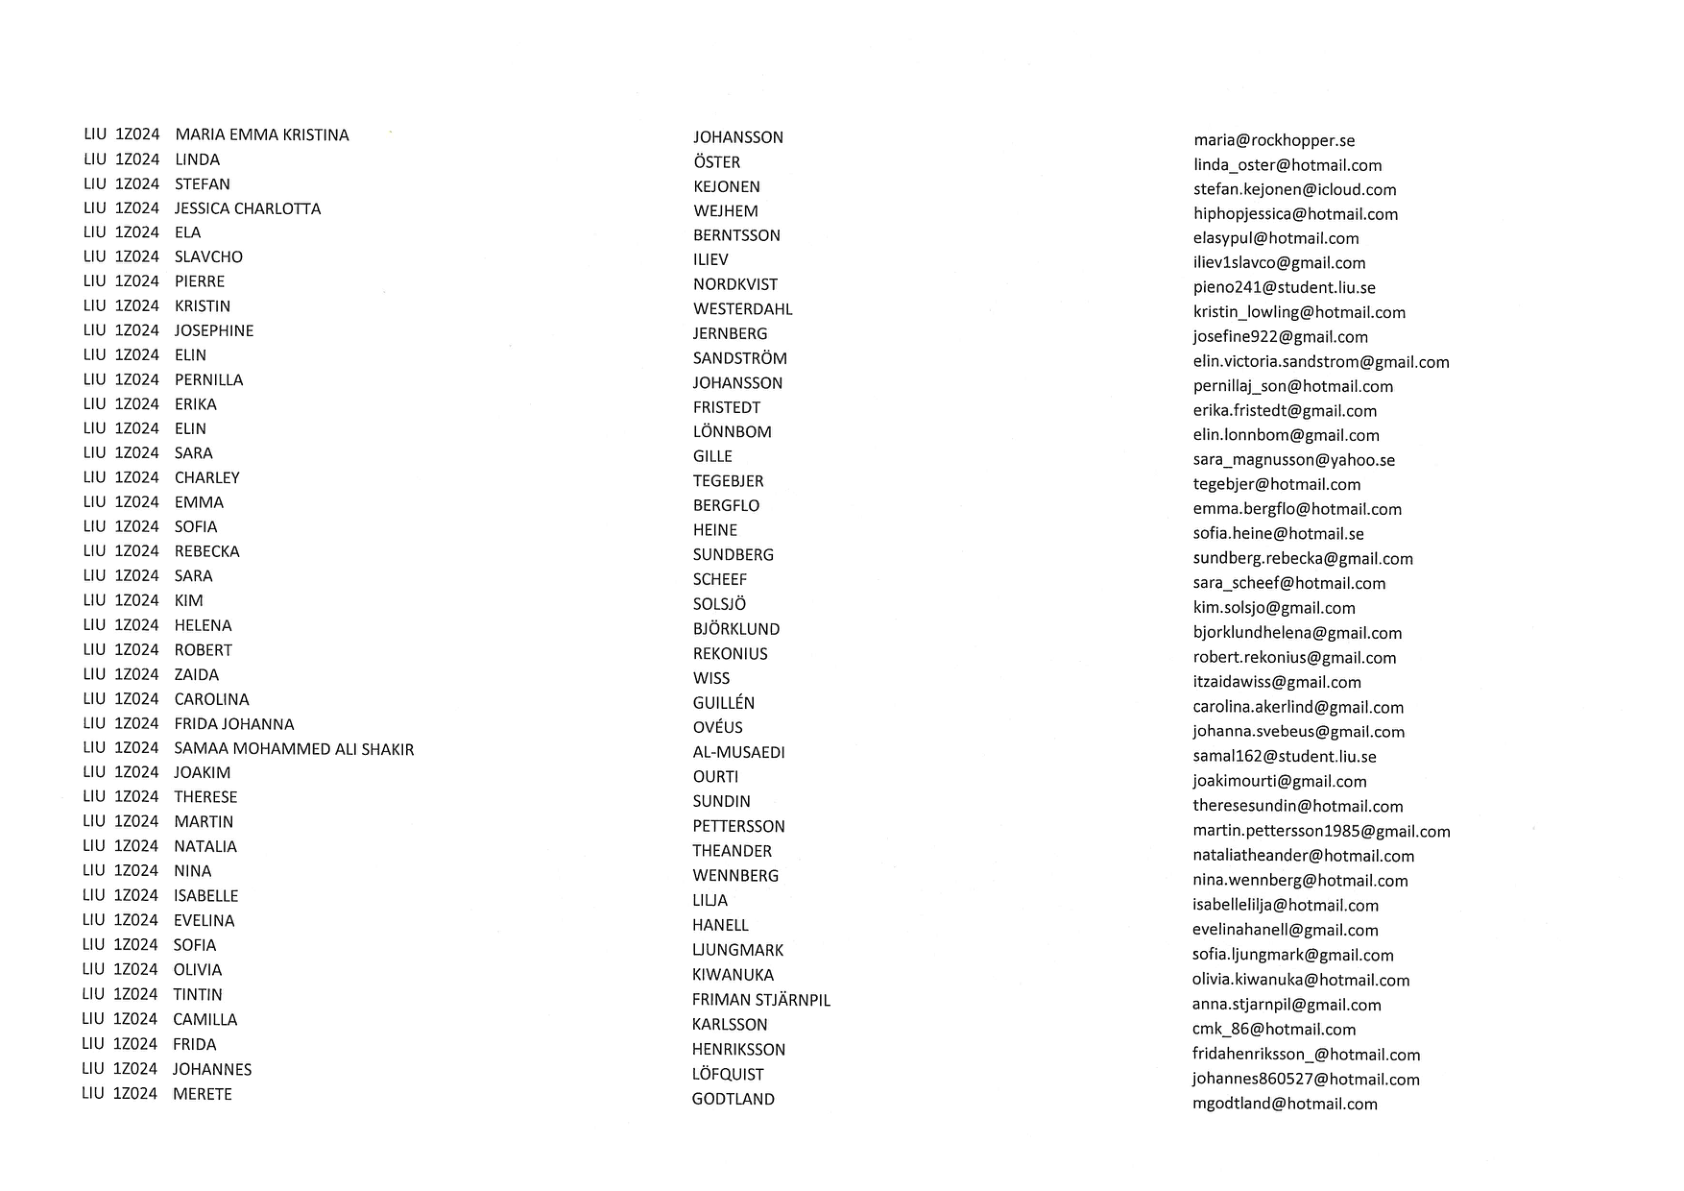 LIU 1Z024 MARIA EMMA KRISTINA JOHANSSON maria@rockhopper.se
LIU 1Z024 LINDA ÖSTER linda_oster@hotmail.com
LIU 1Z024 STEFAN KEJONEN stefan.kejonen@icloud.com
LIU 1Z024 JESSICA CHARLOTTA WEJHEM hiphopjessica@hotmail.com
LIU 1Z024 ELA BERNTSSON elasypul@hotmail.com
LIU 1Z024 SLAVCHO ILIEV iliev1slavco@gmail.com
LIU 1Z024 PIERRE NORDKVIST pieno241@student.liu.se
LIU 1Z024 KRISTIN WESTERDAHL kristin_lowling@hotmail.com
LIU 1Z024 JOSEPHINE JERNBERG josefine922@gmail.com
LIU 1Z024 ELIN SANDSTRÖM elin.victoria.sandstrom@gmail.com
LIU 1Z024 PERNILLA JOHANSSON pernillaj_son@hotmail.com
LIU 1Z024 ERIKA FRISTEDT erika.fristedt@gmail.com
LIU 1Z024 ELIN LÖNNBOM elin.lonnbom@gmail.com
LIU 1Z024 SARA GILLE sara_magnusson@yahoo.se
LIU 1Z024 CHARLEY TEGEBJER tegebjer@hotmail.com
LIU 1Z024 EMMA BERGFLO emma.bergflo@hotmail.com
LIU 1Z024 SOFIA HEINE sofia.heine@hotmail.se
LIU 1Z024 REBECKA SUNDBERG sundberg.rebecka@gmail.com
LIU 1Z024 SARA SCHEEF sara_scheef@hotmail.com
LIU 1Z024 KIM SOLSJÖ kim.solsjo@gmail.com
LIU 1Z024 HELENA BJÖRKLUND bjorklundhelena@gmail.com
LIU 1Z024 ROBERT REKONIUS robert.rekonius@gmail.com
LIU 1Z024 ZAIDA WISS itzaidawiss@gmail.com
LIU 1Z024 CAROLINA GUILLÉN carolina.akerlind@gmail.com
LIU 1Z024 FRIDA JOHANNA OVÉUS johanna.svebeus@gmail.com
LIU 1Z024 SAMAA MOHAMMED ALI SHAKIR AL-MUSAEDI samal162@student.liu.se
LIU 1Z024 JOAKIM OURTI joakimourti@gmail.com
LIU 1Z024 THERESE SUNDIN theresesundin@hotmail.com
LIU 1Z024 MARTIN PETTERSSON martin.pettersson1985@gmail.com
LIU 1Z024 NATALIA THEANDER nataliatheander@hotmail.com
LIU 1Z024 NINA WENNBERG nina.wennberg@hotmail.com
LIU 1Z024 ISABELLE LILJA isabellelilja@hotmail.com
LIU 1Z024 EVELINA HANELL evelinahanell@gmail.com
LIU 1Z024 SOFIA LJUNGMARK sofia.ljungmark@gmail.com
LIU 1Z024 OLIVIA KIWANUKA olivia.kiwanuka@hotmail.com
LIU 1Z024 TINTIN FRIMAN STJÄRNPIL anna.stjarnpil@gmail.com
LIU 1Z024 CAMILLA KARLSSON cmk_86@hotmail.com
LIU 1Z024 FRIDA HENRIKSSON fridahenriksson_@hotmail.com
LIU 1Z024 JOHANNES LÖFQUIST johannes860527@hotmail.com
LIU 1Z024 MERETE GODTLAND mgodtland@hotmail.com